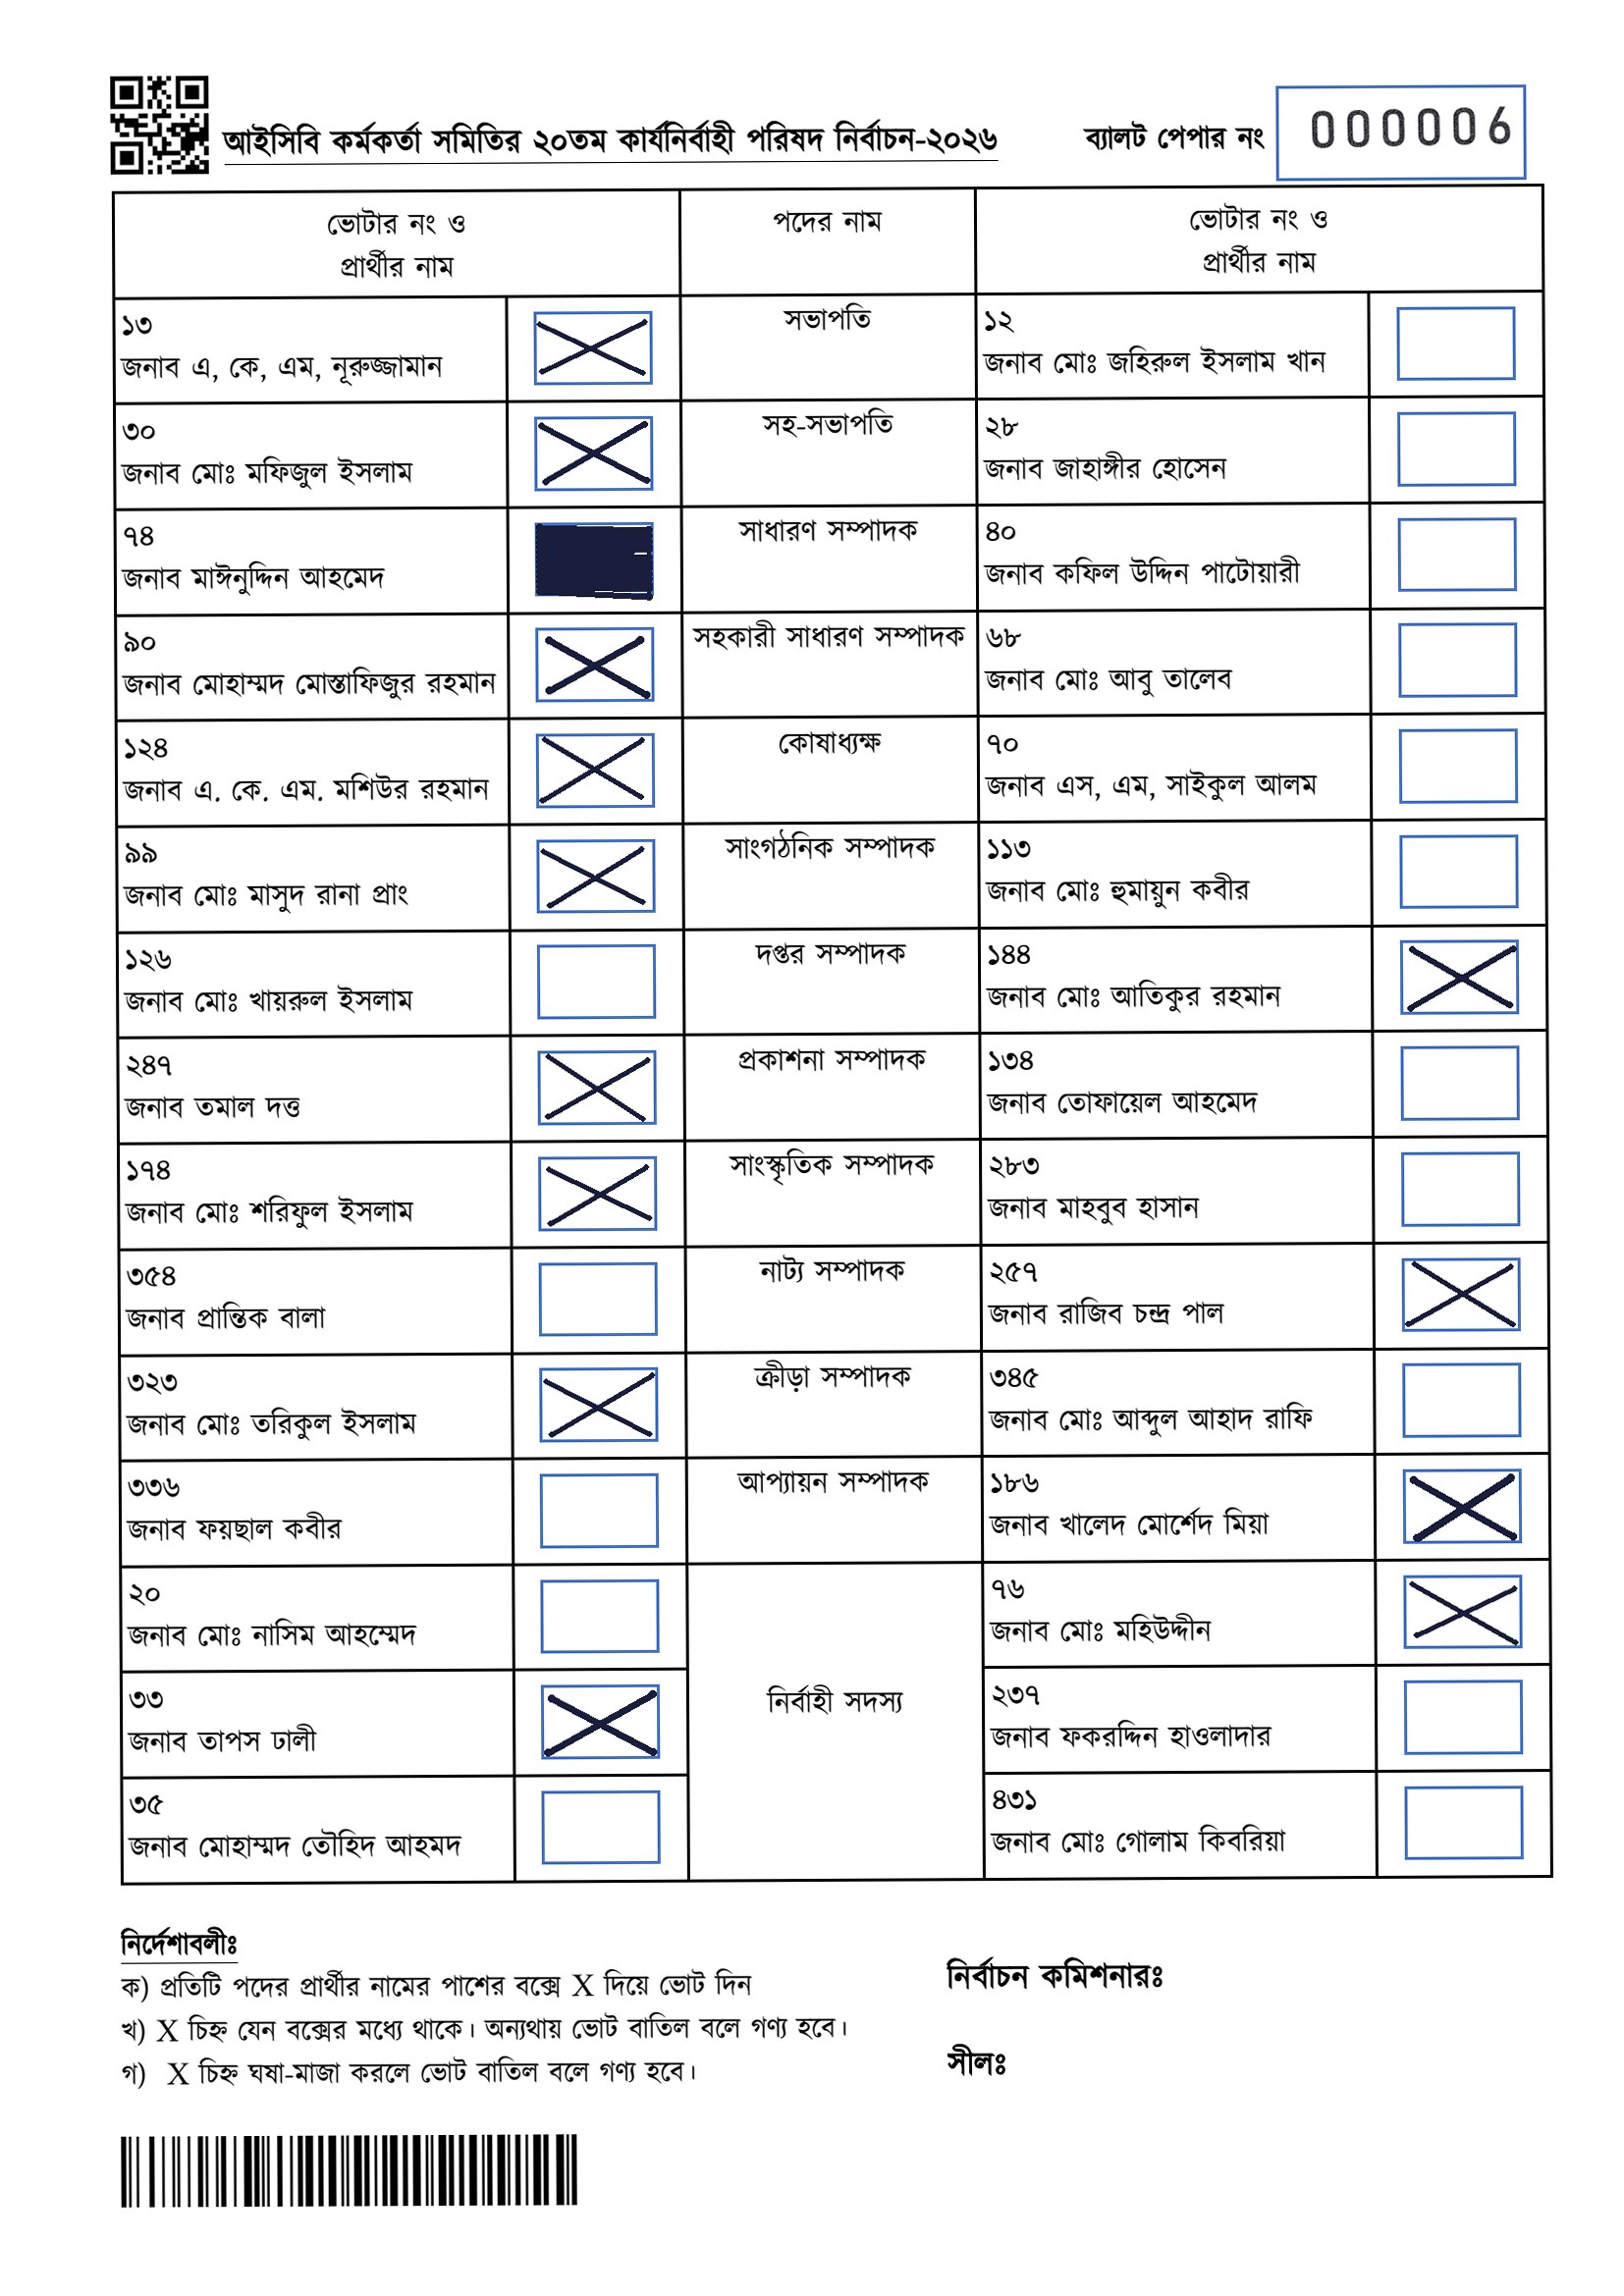 আইসিবি কর্মকর্তা সমিতির ২০তম কার্যনির্বাহী পরিষদ নির্বাচন-২০২৬ ব্যালট পেপার নং 000006
ভোটার নং ও পদের নাম ভোটার নং ও
প্রার্থীর নাম প্রার্থীর নাম
১৩ সভাপতি ১২
জনাব এ, কে, এম, নূরুজ্জামান জনাব মোঃ জহিরুল ইসলাম খান
৩০ সহ-সভাপতি ২৮
জনাব মোঃ মফিজুল ইসলাম জনাব জাহাঙ্গীর হোসেন
৭৪ সাধারণ সম্পাদক ৪০
জনাব মাঈনুদ্দিন আহমেদ জনাব কফিল উদ্দিন পাটোয়ারী
৯০ সহকারী সাধারণ সম্পাদক ৬৮
জনাব মোহাম্মদ মোস্তাফিজুর রহমান জনাব মোঃ আবু তালেব
১২৪ কোষাধ্যক্ষ ৭০
জনাব এ. কে. এম. মশিউর রহমান জনাব এস, এম, সাইকুল আলম
৯৯ সাংগঠনিক সম্পাদক ১১৩
জনাব মোঃ মাসুদ রানা প্রাং জনাব মোঃ হুমায়ুন কবীর
১২৬ দপ্তর সম্পাদক ১৪৪
জনাব মোঃ খায়রুল ইসলাম জনাব মোঃ আতিকুর রহমান
২৪৭ প্রকাশনা সম্পাদক ১৩৪
জনাব তমাল দত্ত জনাব তোফায়েল আহমেদ
১৭৪ সাংস্কৃতিক সম্পাদক ২৮৩
জনাব মোঃ শরিফুল ইসলাম জনাব মাহবুব হাসান
৩৫৪ নাট্য সম্পাদক ২৫৭
জনাব প্রান্তিক বালা জনাব রাজিব চন্দ্র পাল
৩২৩ ক্রীড়া সম্পাদক ৩৪৫
জনাব মোঃ তরিকুল ইসলাম জনাব মোঃ আব্দুল আহাদ রাফি
৩৩৬ আপ্যায়ন সম্পাদক ১৮৬
জনাব ফয়ছাল কবীর জনাব খালেদ মোর্শেদ মিয়া
২০ ৭৬
জনাব মোঃ নাসিম আহম্মেদ জনাব মোঃ মহিউদ্দীন
৩৩ নির্বাহী সদস্য ২৩৭
জনাব তাপস ঢালী জনাব ফকরদ্দিন হাওলাদার
৩৫ ৪৩১
জনাব মোহাম্মদ তৌহিদ আহমদ জনাব মোঃ গোলাম কিবরিয়া
নির্দেশাবলীঃ
ক) প্রতিটি পদের প্রার্থীর নামের পাশের বক্সে X দিয়ে ভোট দিন
খ) X চিহ্ন যেন বক্সের মধ্যে থাকে। অন্যথায় ভোট বাতিল বলে গণ্য হবে।
গ) X চিহ্ন ঘষা-মাজা করলে ভোট বাতিল বলে গণ্য হবে।
নির্বাচন কমিশনারঃ
সীলঃ